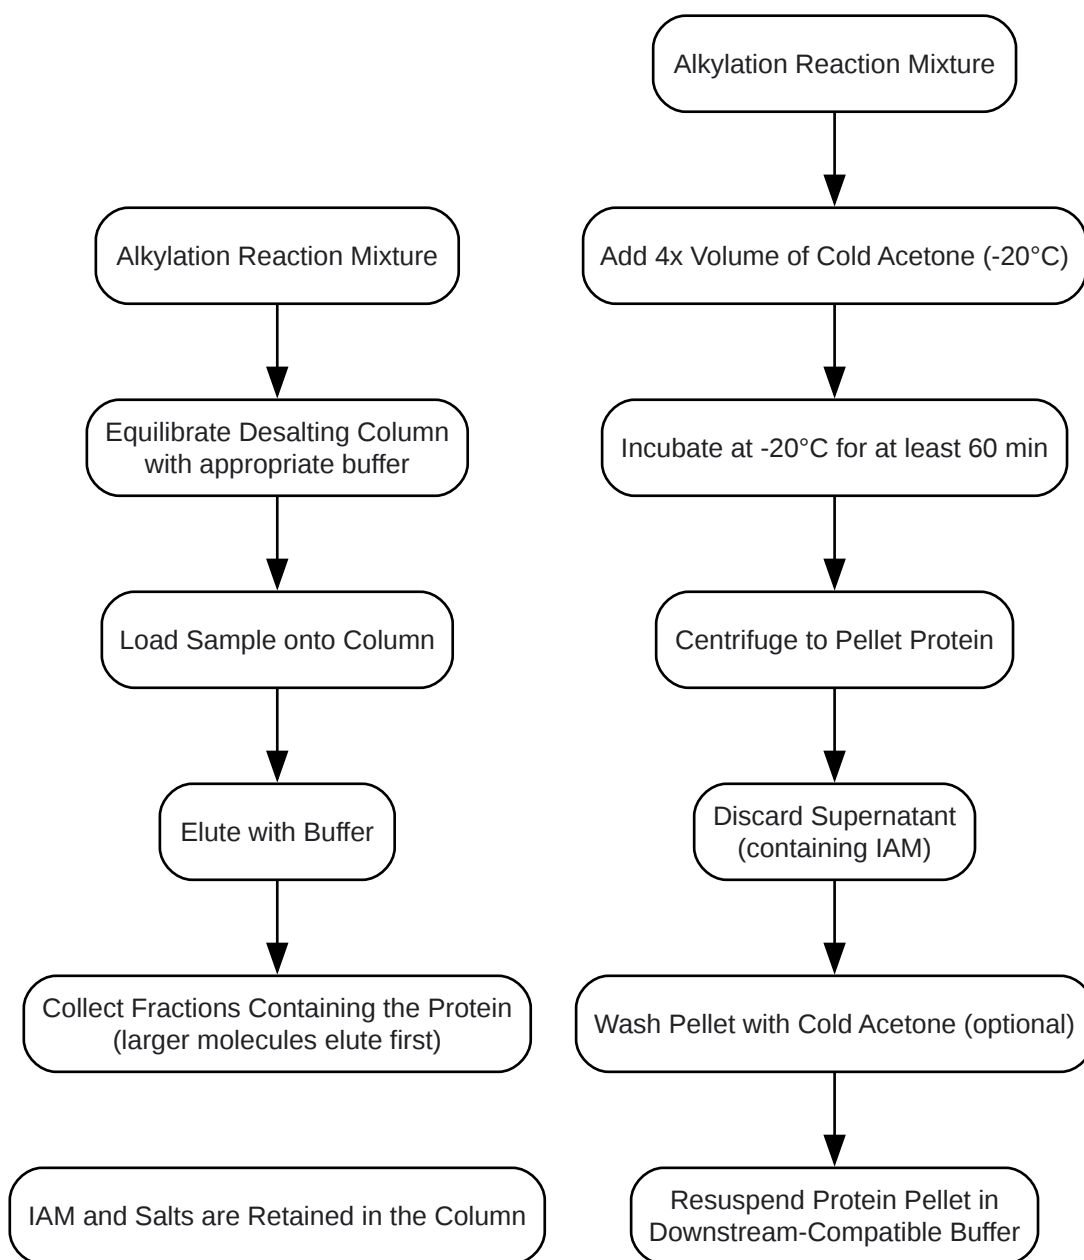 Alkylation Reaction Mixture
Equilibrate Desalting Column
with appropriate buffer
Load Sample onto Column
Elute with Buffer
Collect Fractions Containing the Protein
(larger molecules elute first)
IAM and Salts are Retained in the Column
Alkylation Reaction Mixture
Add 4x Volume of Cold Acetone (-20°C)
Incubate at -20°C for at least 60 min
Centrifuge to Pellet Protein
Discard Supernatant
(containing IAM)
Wash Pellet with Cold Acetone (optional)
Resuspend Protein Pellet in
Downstream-Compatible Buffer